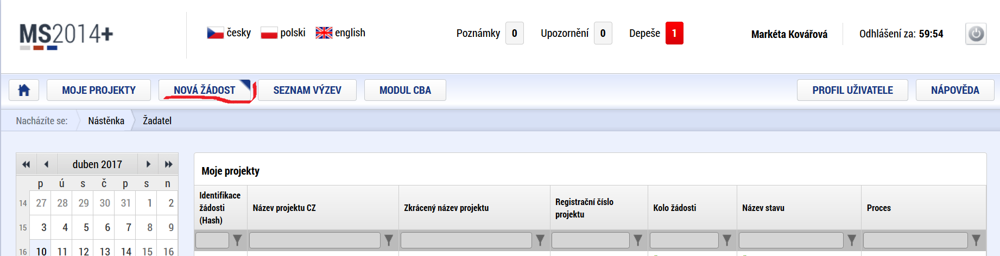 MS2014+ česky polski english Poznámky 0 Upozornění 0 Depeše 1 Markéta Kovářová Odhlášení za: 59:54
MOJE PROJEKTY NOVÁ ŽÁDOST SEZNAM VÝZEV MODUL CBA PROFIL UŽIVATELE NÁPOVĚDA
Nacházíte se: Nástěnka Žadatel
duben 2017
p ú s č p s n
14 27 28 29 30 31 1 2
15 3 4 5 6 7 8 9
16 10 11 12 13 14 15 16
Moje projekty
Identifikace
žádosti
(Hash)
Název projektu CZ
Zkrácený název projektu
Registrační číslo
projektu
Kolo žádosti
Název stavu
Proces